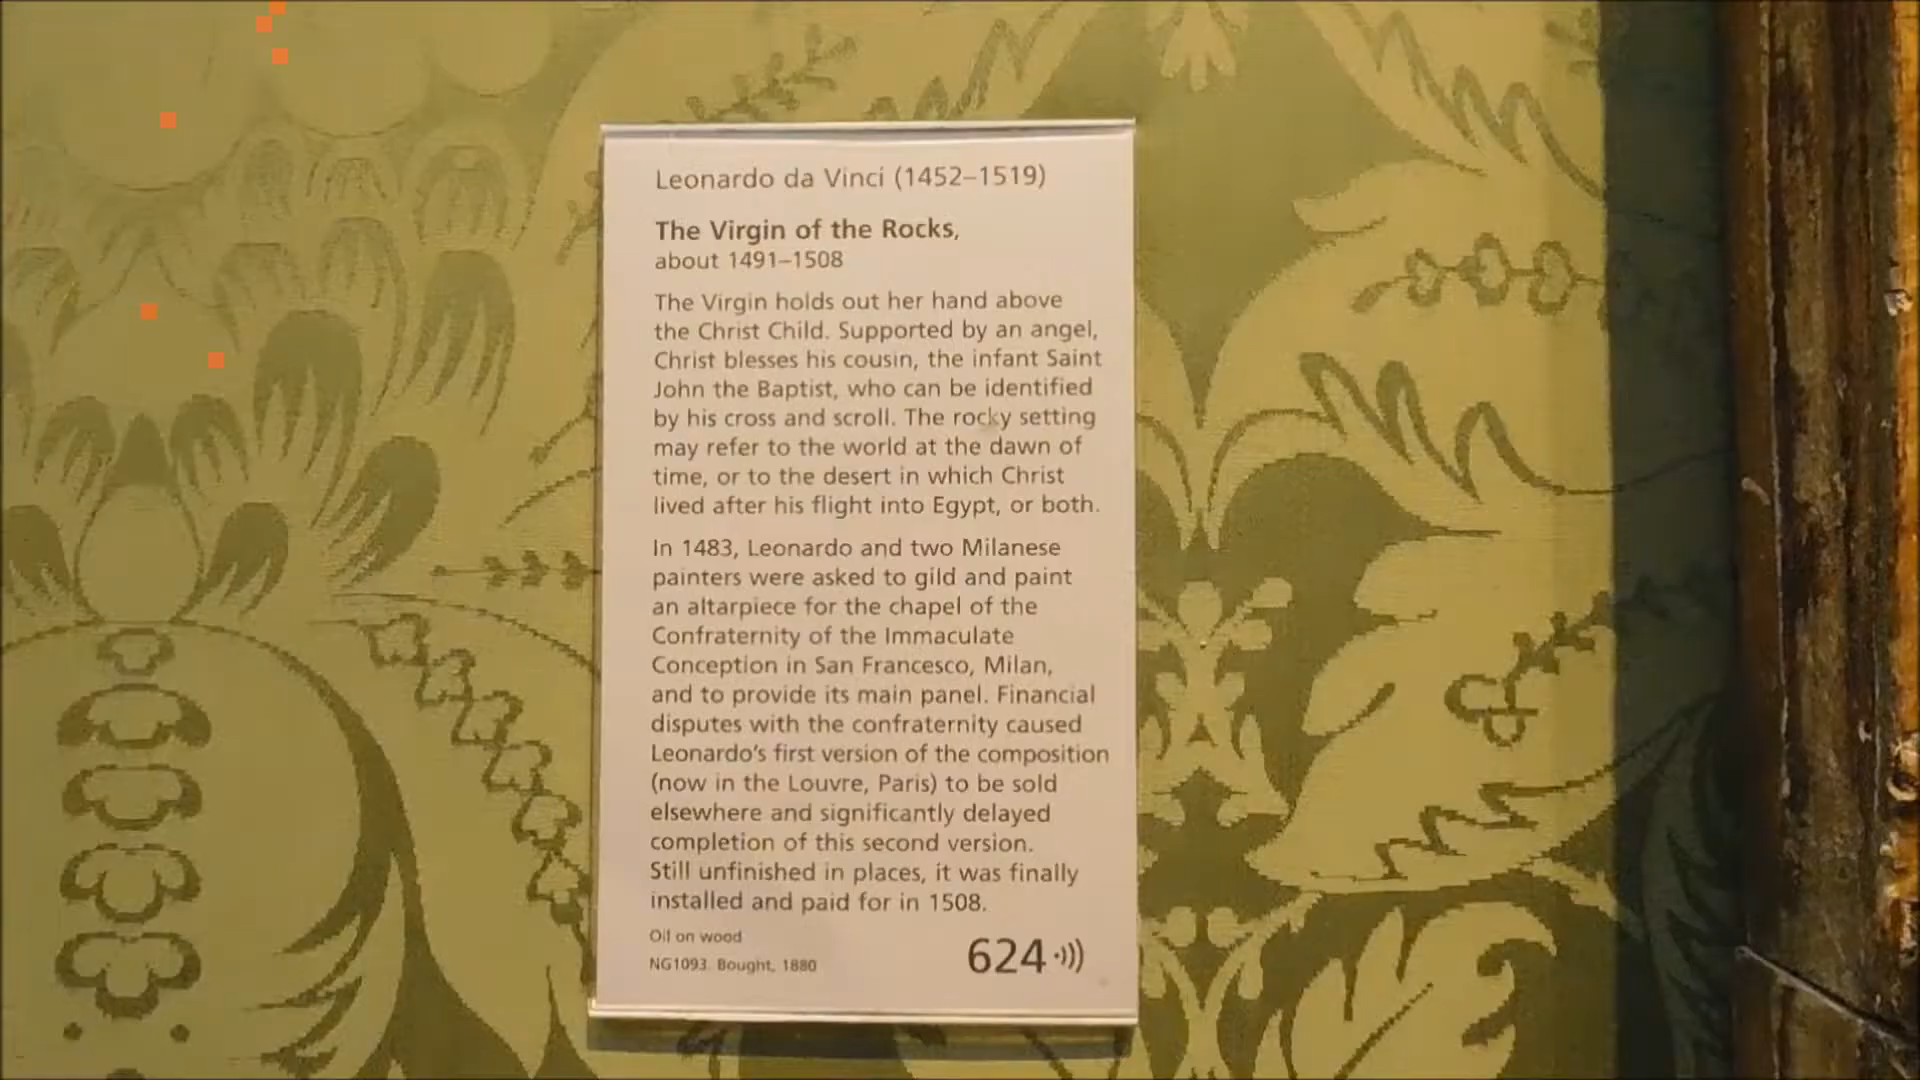 Leonardo da Vinci (1452–1519)
The Virgin of the Rocks,
about 1491–1508
The Virgin holds out her hand above
the Christ Child. Supported by an angel,
Christ blesses his cousin, the infant Saint
John the Baptist, who can be identified
by his cross and scroll. The rocky setting
may refer to the world at the dawn of
time, or to the desert in which Christ
lived after his flight into Egypt, or both.
In 1483, Leonardo and two Milanese
painters were asked to gild and paint
an altarpiece for the chapel of the
Confraternity of the Immaculate
Conception in San Francesco, Milan,
and to provide its main panel. Financial
disputes with the confraternity caused
Leonardo's first version of the composition
(now in the Louvre, Paris) to be sold
elsewhere and significantly delayed
completion of this second version.
Still unfinished in places, it was finally
installed and paid for in 1508.
Oil on wood
NG1093. Bought, 1880
624